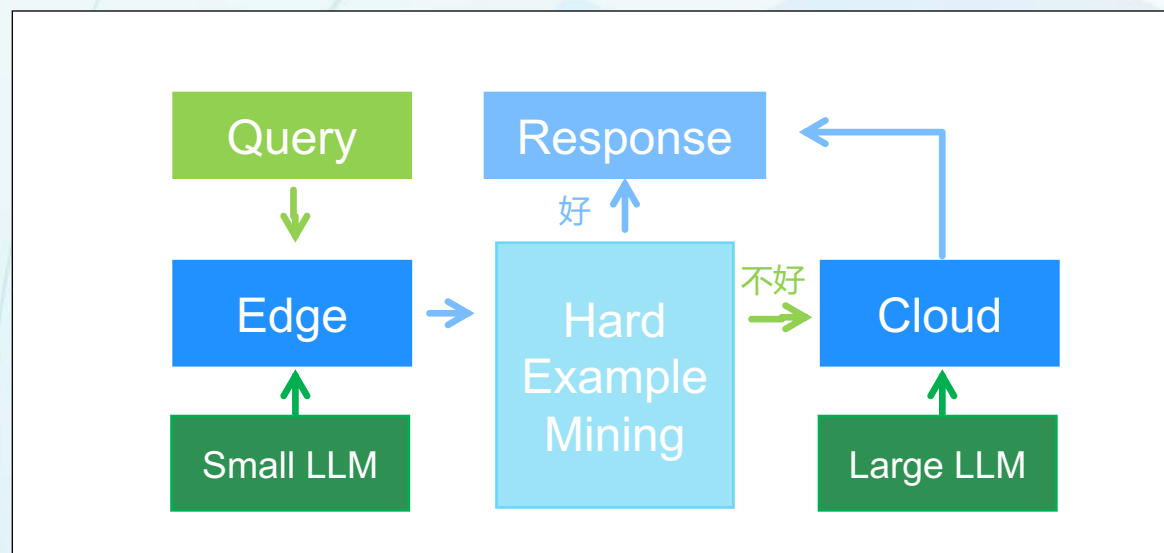 Query
Response
好
Edge
Hard
Example
Mining
不好
Cloud
Small LLM
Large LLM